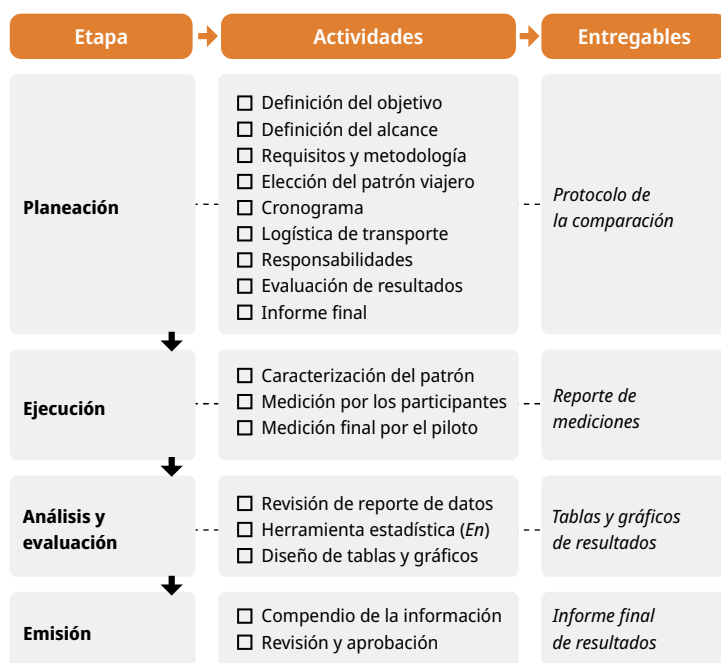 Etapa
Actividades
Entregables
Planeación
Definición del objetivo
Definición del alcance
Requisitos y metodología
Elección del patrón viajero
Cronograma
Logística de transporte
Responsabilidades
Evaluación de resultados
Informe final
Protocolo de
la comparación
Ejecución
Caracterización del patrón
Medición por los participantes
Medición final por el piloto
Reporte de
mediciones
Análisis y
evaluación
Revisión de reporte de datos
Herramienta estadística (En)
Diseño de tablas y gráficos
Tablas y gráficos
de resultados
Emisión
Compendio de la información
Revisión y aprobación
Informe final
de resultados